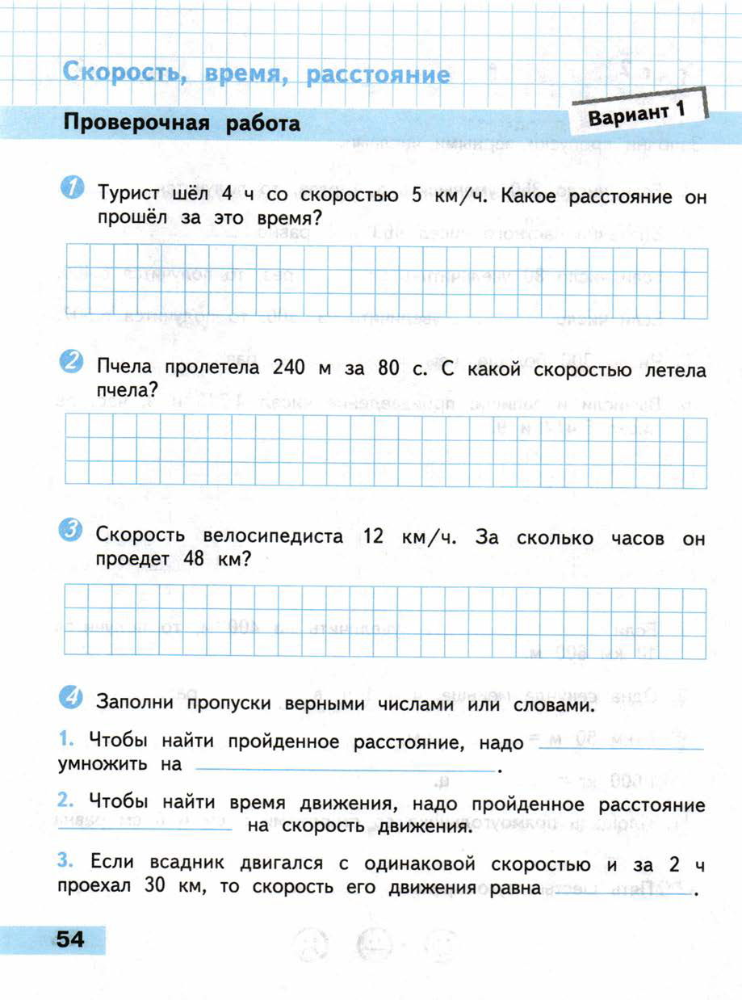 Скорость, время, расстояние
Проверочная работа
Вариант 1
1 Турист шёл 4 ч со скоростью 5 км/ч. Какое расстояние он
прошёл за это время?
2 Пчела пролетела 240 м за 80 с. С какой скоростью летела
пчела?
3 Скорость велосипедиста 12 км/ч. За сколько часов он
проедет 48 км?
4 Заполни пропуски верными числами или словами.
1. Чтобы найти пройденное расстояние, надо
умножить на .
2. Чтобы найти время движения, надо пройденное расстояние
на скорость движения.
3. Если всадник двигался с одинаковой скоростью и за 2 ч
проехал 30 км, то скорость его движения равна .
54